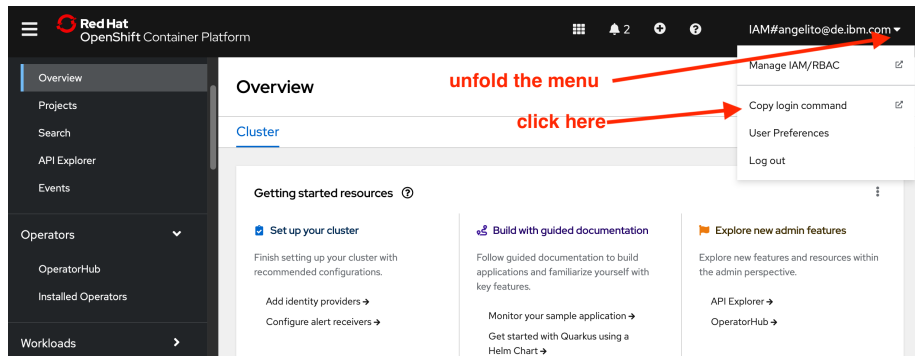 Red Hat
OpenShift Container Platform
2
IAM#angelito@de.ibm.com
Overview
Projects
Search
API Explorer
Events
Operators
OperatorHub
Installed Operators
Workloads
Overview
unfold the menu
click here
Manage IAM/RBAC
Copy login command
User Preferences
Log out
Cluster
Getting started resources
Set up your cluster
Finish setting up your cluster with
recommended configurations.
Add identity providers →
Configure alert receivers →
Build with guided documentation
Follow guided documentation to build
applications and familiarize yourself with
key features.
Monitor your sample application →
Get started with Quarkus using a
Helm Chart →
Explore new admin features
Explore new features and resources within
the admin perspective.
API Explorer →
OperatorHub →